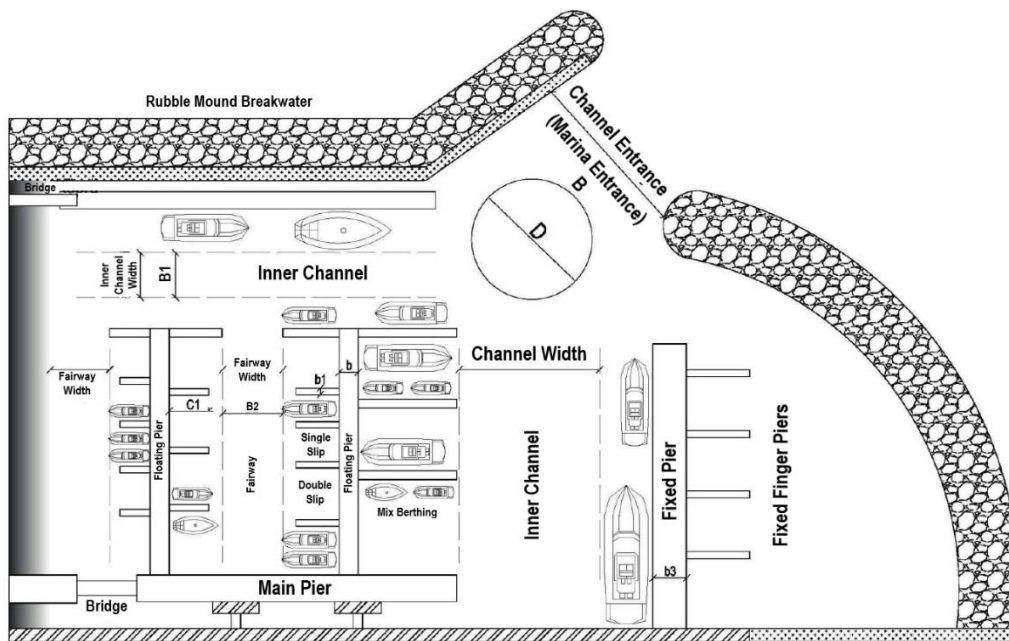 Rubble Mound Breakwater
Channel Entrance
(Marina Entrance)
B
D
Bridge
Inner
Channel
Width
B1
Inner Channel
Fairway
Width
Fairway
Width
b1
b
Channel Width
C1
B2
Floating Pier
Fairway
Single
Slip
Double
Slip
Floating Pier
Mix Berthing
Inner Channel
Fixed Pier
Fixed Finger Piers
b3
Main Pier
Bridge